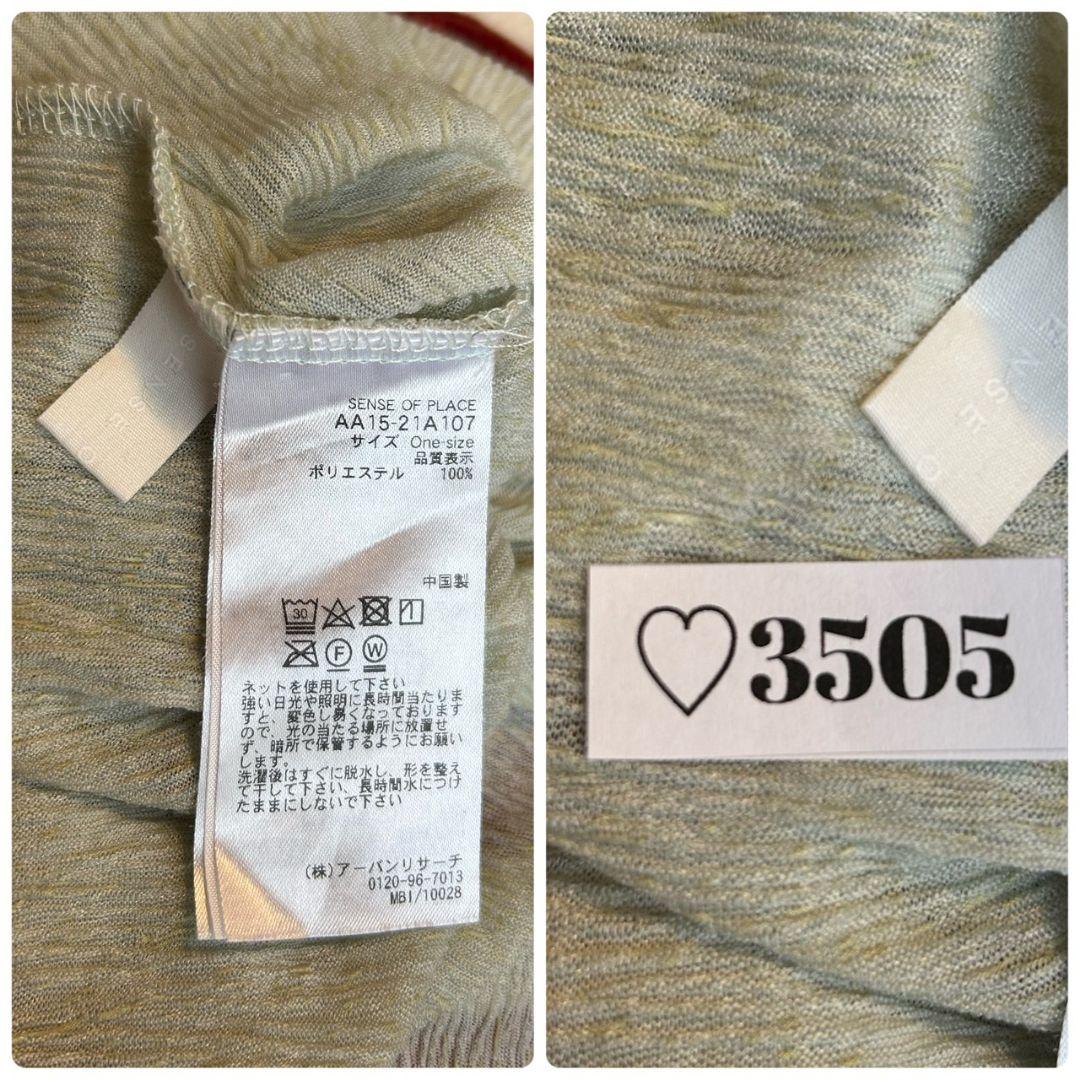 SENSE OF PLACE
AA15-21A107
サイズ One-size
品質表示
ポリエステル 100%
中国製
30
F
W
ネットを使用して下さい
強い日光や照明に長時間当たりま
すと、変色し易くなっております
ので、光の当たる場所に放置せ
ず、暗所で保管するようにお願い
します。
洗濯後はすぐに脱水し、形を整え
て干して下さい、長時間水につけ
たままにしないで下さい
(株)アーバンリサーチ
0120-96-7013
MBI/10028
♡3505